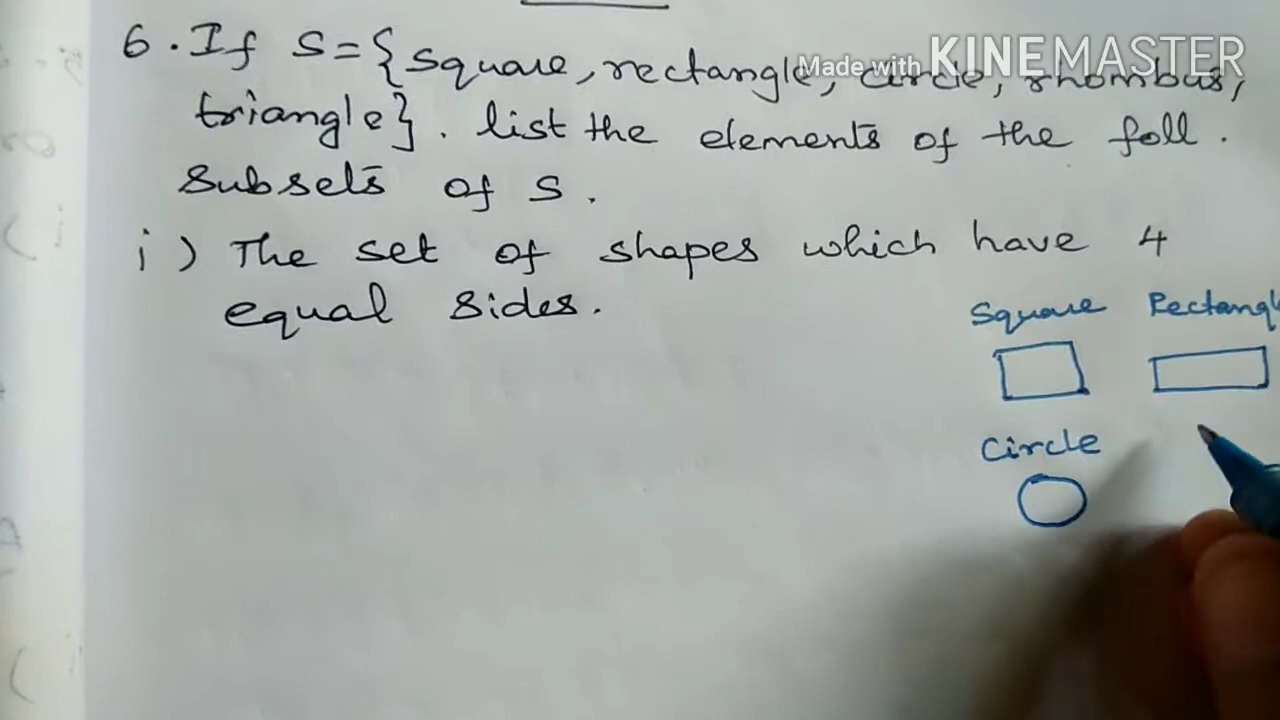 6. If S = {square, rectangle, circle, rhombus,
triangle}. list the elements of the foll.
subsets of S.
i) The set of shapes which have 4
equal sides.
Square Rectangle
Circle
Made with KINEMASTER